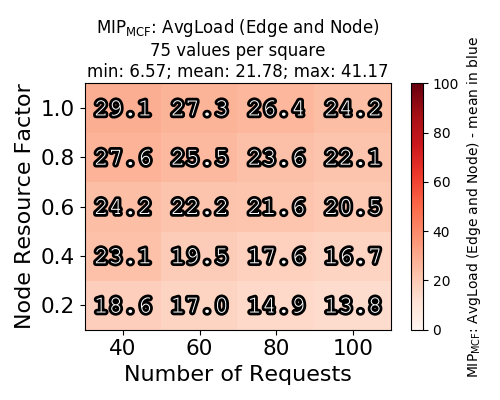 MIP_MCF: AvgLoad (Edge and Node)
75 values per square
min: 6.57; mean: 21.78; max: 41.17
Node Resource Factor
1.0 29.1 27.3 26.4 24.2
0.8 27.6 25.5 23.6 22.1
0.6 24.2 22.2 21.6 20.5
0.4 23.1 19.5 17.6 16.7
0.2 18.6 17.0 14.9 13.8
40 60 80 100
Number of Requests
100
80
60
40
20
0
MIP_MCF: AvgLoad (Edge and Node) - mean in blue